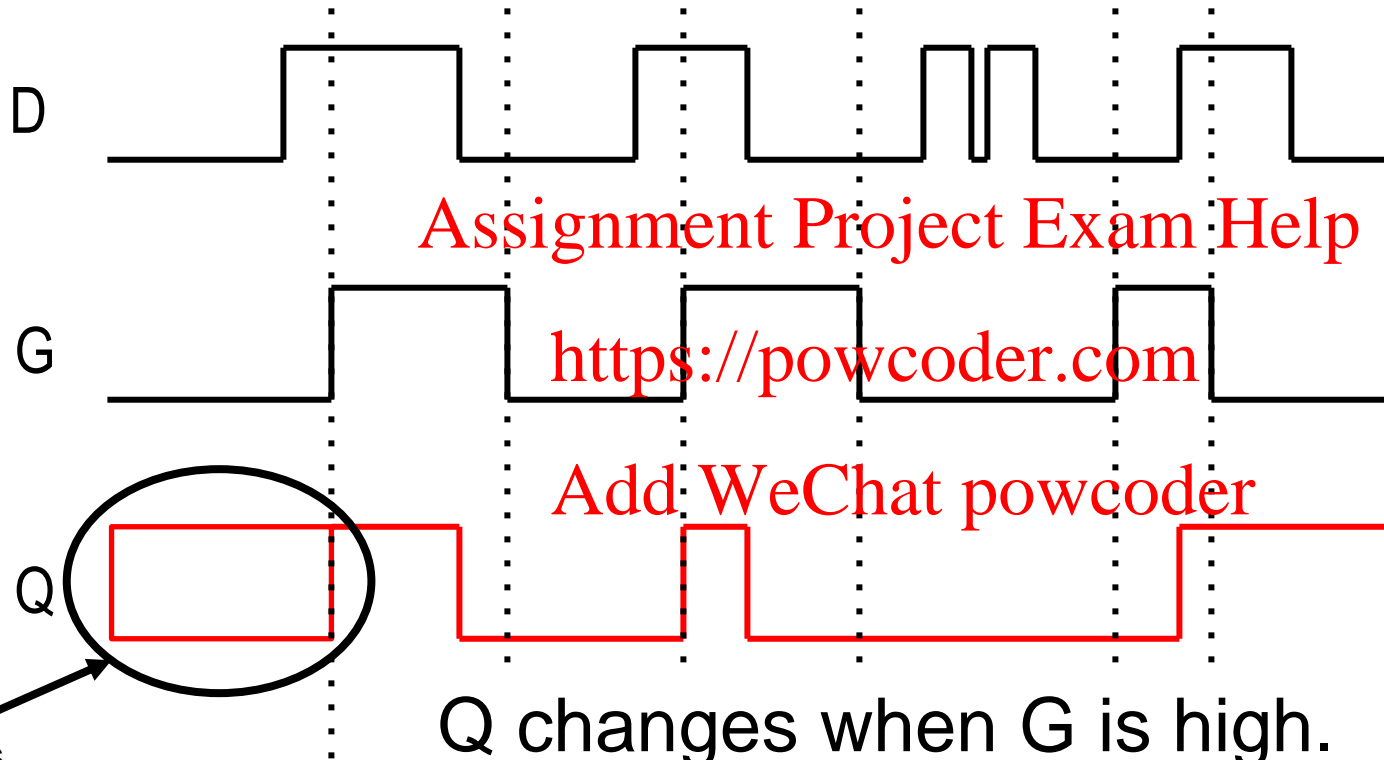 D
Assignment Project Exam Help
G
https://powcoder.com
Add WeChat powcoder
Q
Q changes when G is high.